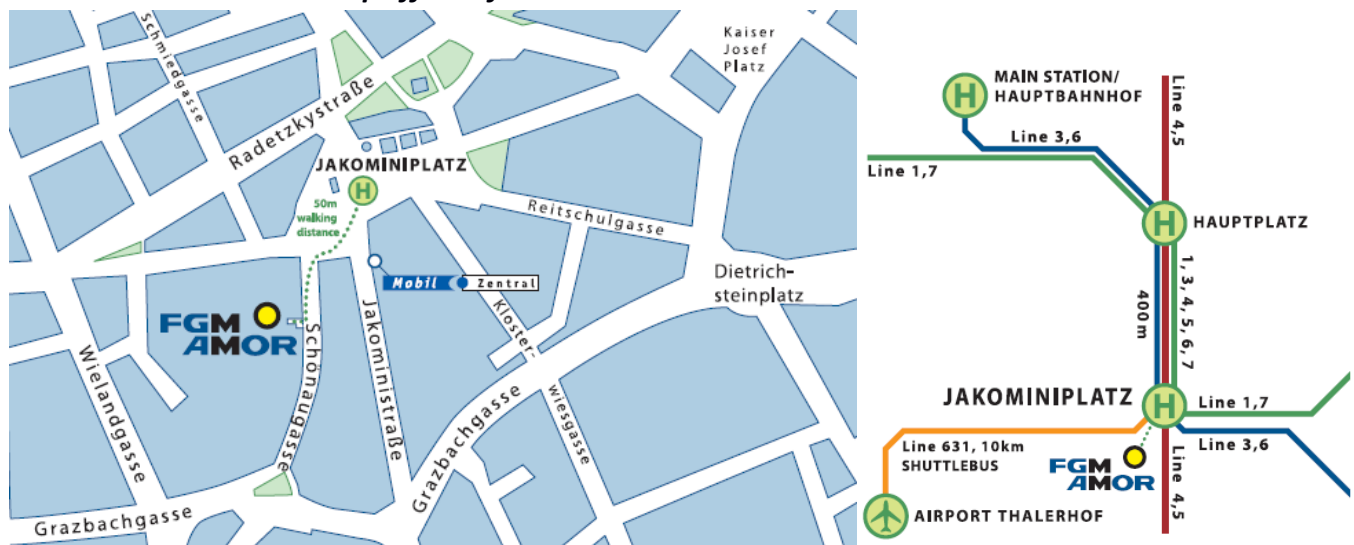 Schmiedgasse
Kaiser
Josef
Platz
Radetzkystraße
JAKOMINIPLATZ
H
50m
walking
distance
Reitschulgasse
Mobil Zentral
Dietrich-
steinplatz
FGM
AMOR
Wielandgasse
Schönaugasse
Jakoministraße
Kloster-
wiesgasse
Grazbachgasse
Grazbachgasse
MAIN STATION/
HAUPTBAHNHOF
H
Line 3,6
Line 4,5
Line 1,7
H
HAUPTPLATZ
400m
1, 3, 4, 5, 6, 7
JAKOMINIPLATZ
H
Line 1,7
Line 3,6
Line 631, 10km
SHUTTLEBUS
FGM
AMOR
Line 4,5
AIRPORT THALERHOF